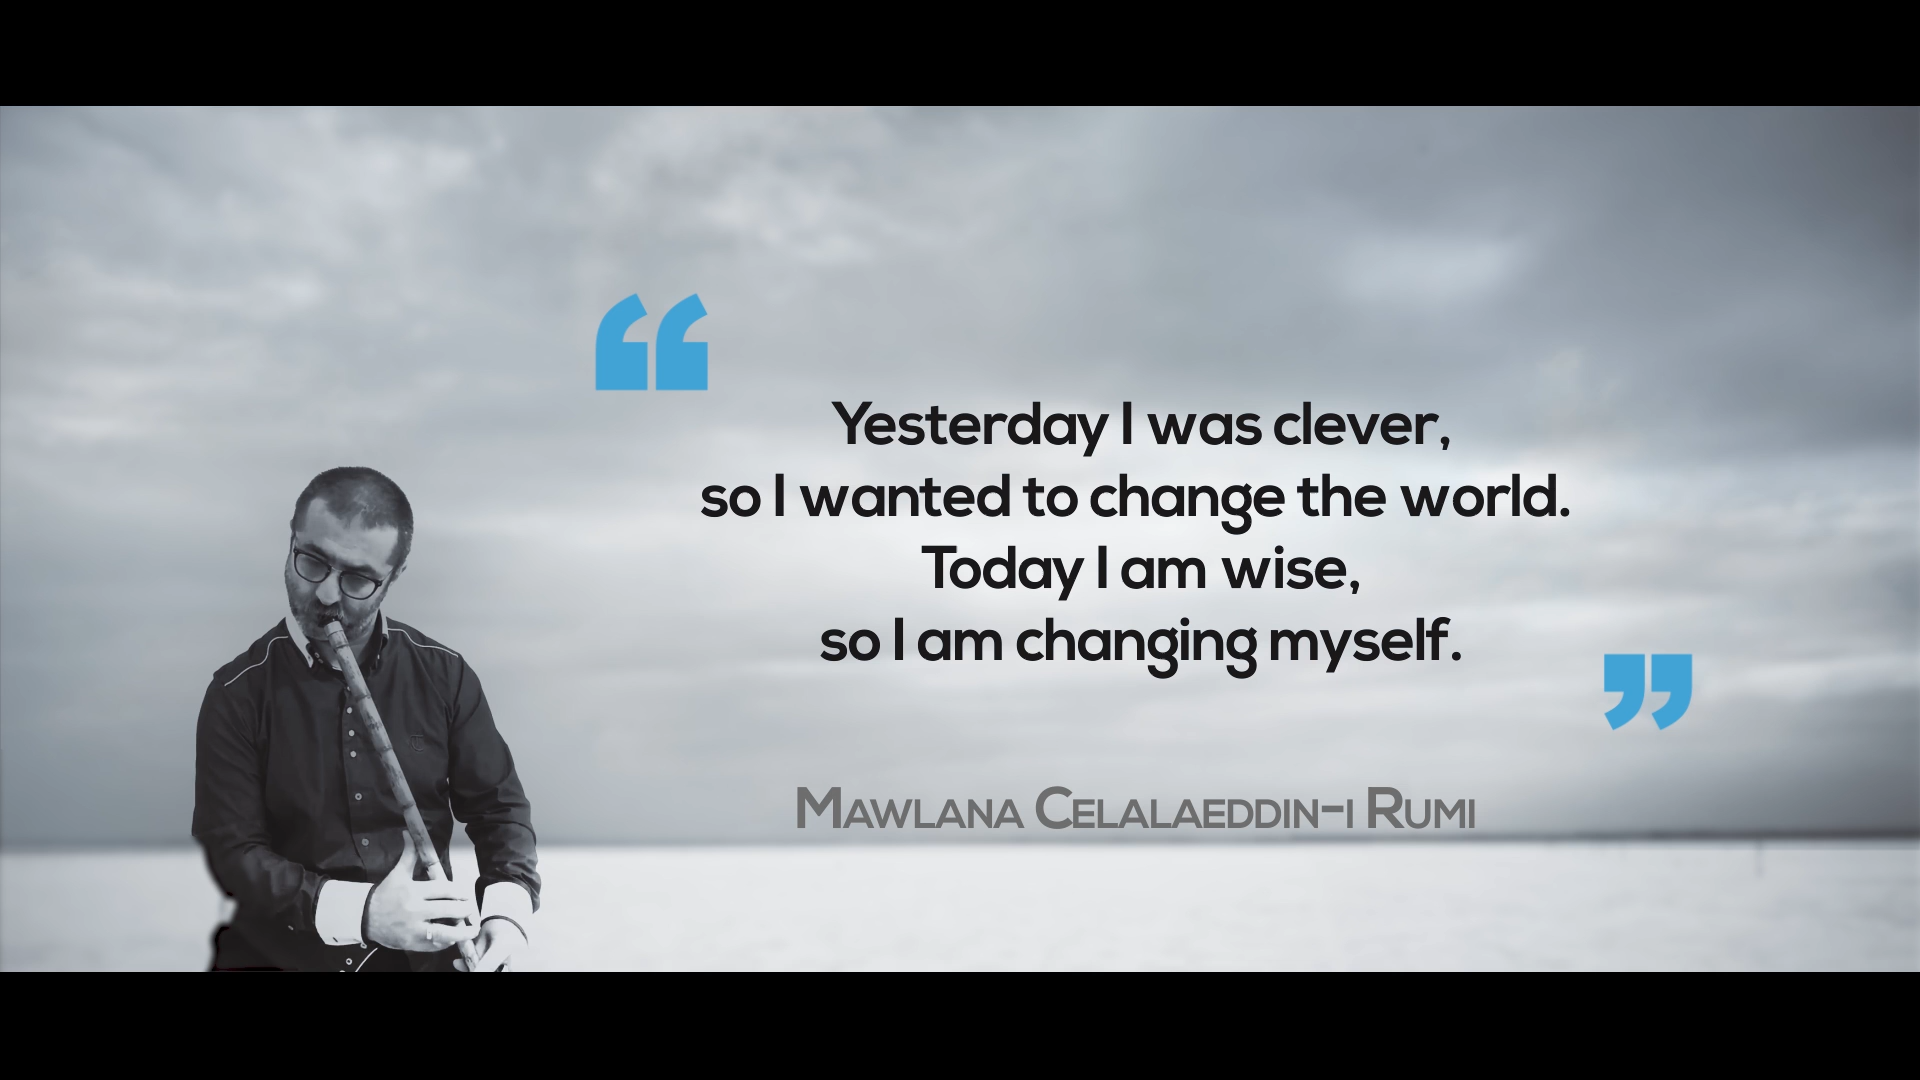 “
Yesterday I was clever,
so I wanted to change the world.
Today I am wise,
so I am changing myself.
”
Mawlana Celalaeddin-i Rumi